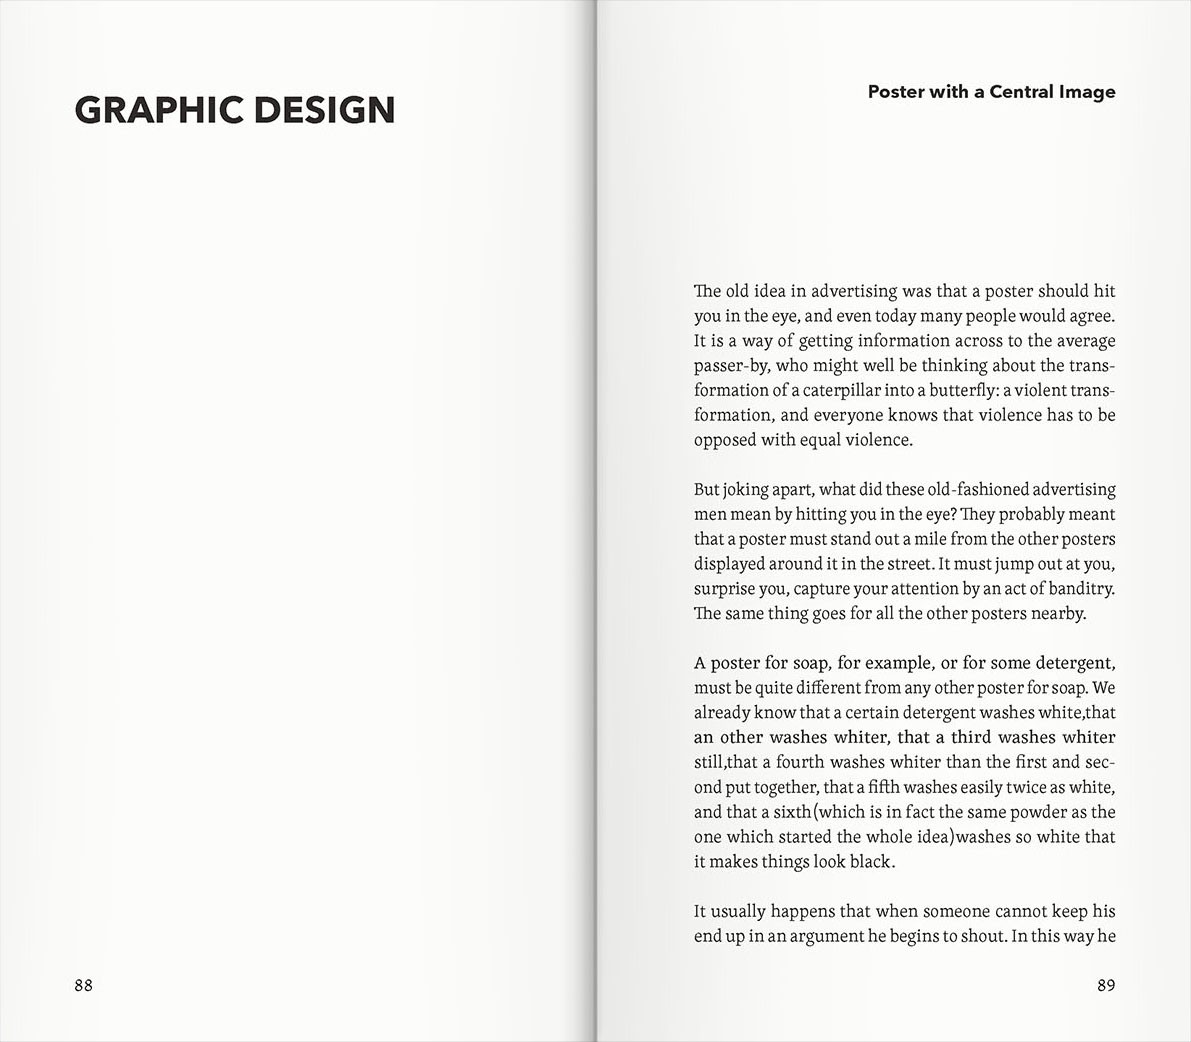 GRAPHIC DESIGN
88
Poster with a Central Image
The old idea in advertising was that a poster should hit
you in the eye, and even today many people would agree.
It is a way of getting information across to the average
passer-by, who might well be thinking about the trans-
formation of a caterpillar into a butterfly: a violent trans-
formation, and everyone knows that violence has to be
opposed with equal violence.
But joking apart, what did these old-fashioned advertising
men mean by hitting you in the eye? They probably meant
that a poster must stand out a mile from the other posters
displayed around it in the street. It must jump out at you,
surprise you, capture your attention by an act of banditry.
The same thing goes for all the other posters nearby.
A poster for soap, for example, or for some detergent,
must be quite different from any other poster for soap. We
already know that a certain detergent washes white,that
an other washes whiter, that a third washes whiter
still,that a fourth washes whiter than the first and sec-
ond put together, that a fifth washes easily twice as white,
and that a sixth(which is in fact the same powder as the
one which started the whole idea)washes so white that
it makes things look black.
It usually happens that when someone cannot keep his
end up in an argument he begins to shout. In this way he
89